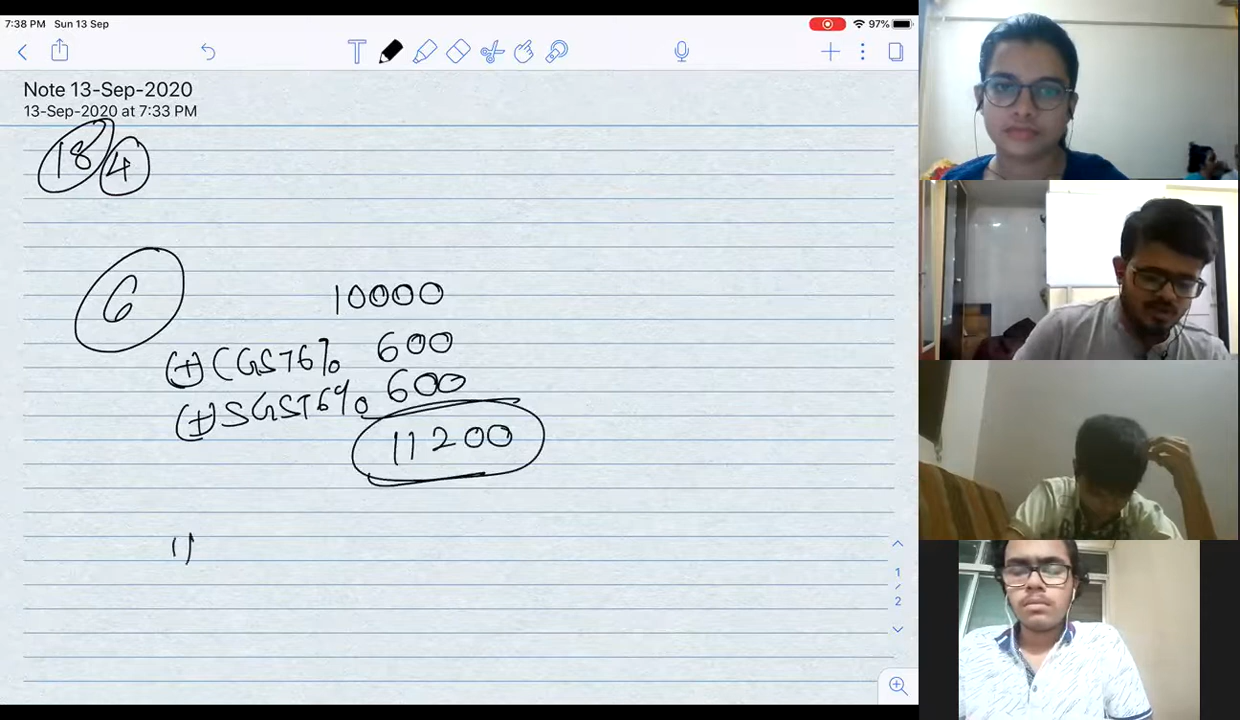 7:38 PM Sun 13 Sep
97%
T
Note 13-Sep-2020
13-Sep-2020 at 7:33 PM
18 4
6
10000
(+) CGST 6% 600
(+) SGST 6% 600
11200
11
1
2